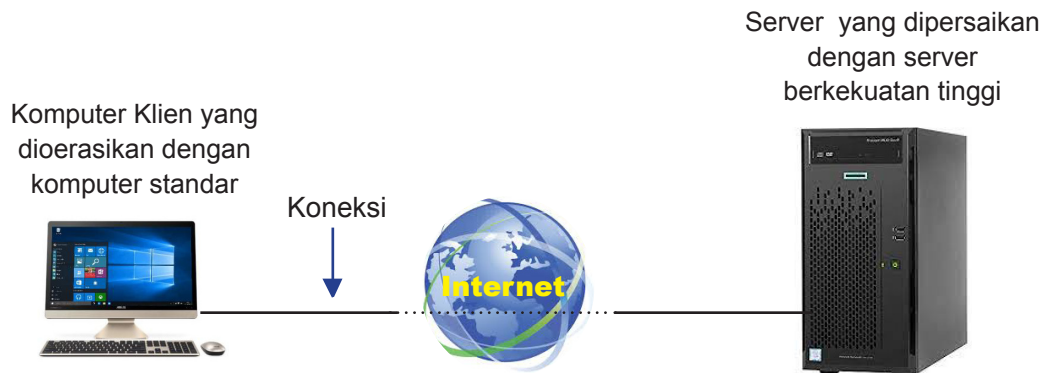 Server yang dipersaikan
dengan server
berkekuatan tinggi
Komputer Klien yang
dioerasikan dengan
komputer standar
Koneksi
Internet